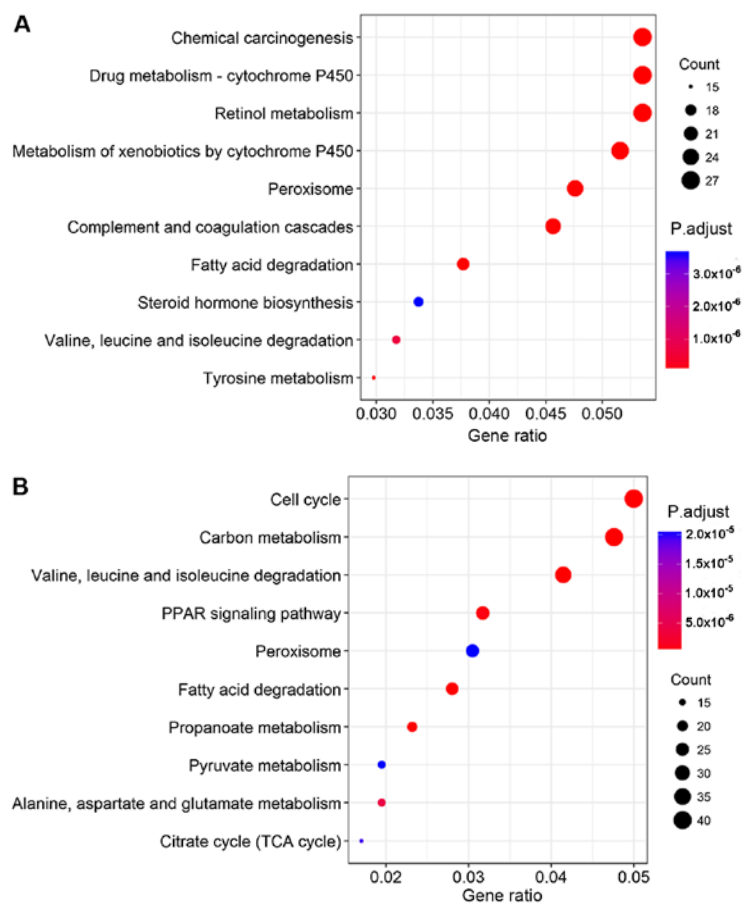 A
Chemical carcinogenesis
Drug metabolism - cytochrome P450
Retinol metabolism
Metabolism of xenobiotics by cytochrome P450
Peroxisome
Complement and coagulation cascades
Fatty acid degradation
Steroid hormone biosynthesis
Valine, leucine and isoleucine degradation
Tyrosine metabolism
0.030 0.035 0.040 0.045 0.050
Gene ratio
Count
15
18
21
24
27
P.adjust
3.0x10⁻⁶
2.0x10⁻⁶
1.0x10⁻⁶
B
Cell cycle
Carbon metabolism
Valine, leucine and isoleucine degradation
PPAR signaling pathway
Peroxisome
Fatty acid degradation
Propanoate metabolism
Pyruvate metabolism
Alanine, aspartate and glutamate metabolism
Citrate cycle (TCA cycle)
0.02 0.03 0.04 0.05
Gene ratio
P.adjust
2.0x10⁻⁵
1.5x10⁻⁵
1.0x10⁻⁵
5.0x10⁻⁶
Count
15
20
25
30
35
40